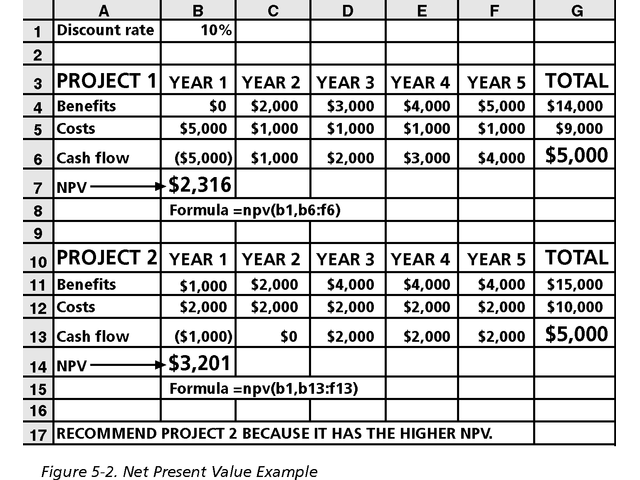 A B C D E F G
1 Discount rate 10%
2
3 PROJECT 1 YEAR 1 YEAR 2 YEAR 3 YEAR 4 YEAR 5 TOTAL
4 Benefits $0 $2,000 $3,000 $4,000 $5,000 $14,000
5 Costs $5,000 $1,000 $1,000 $1,000 $1,000 $9,000
6 Cash flow ($5,000) $1,000 $2,000 $3,000 $4,000 $5,000
7 NPV $2,316
8 Formula =npv(b1,b6:f6)
9
10 PROJECT 2 YEAR 1 YEAR 2 YEAR 3 YEAR 4 YEAR 5 TOTAL
11 Benefits $1,000 $2,000 $4,000 $4,000 $4,000 $15,000
12 Costs $2,000 $2,000 $2,000 $2,000 $2,000 $10,000
13 Cash flow ($1,000) $0 $2,000 $2,000 $2,000 $5,000
14 NPV $3,201
15 Formula =npv(b1,b13:f13)
16
17 RECOMMEND PROJECT 2 BECAUSE IT HAS THE HIGHER NPV.
Figure 5-2. Net Present Value Example